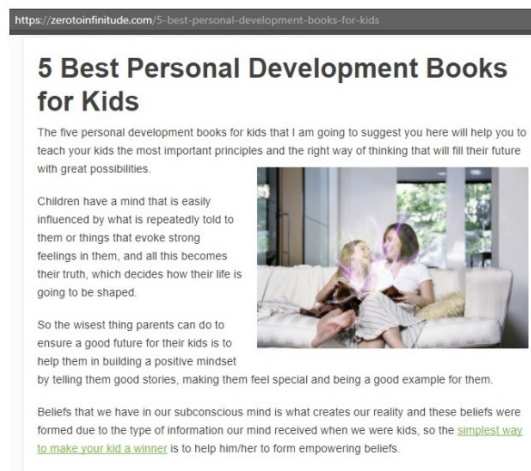 https://zerotoinfinitude.com/5-best-personal-development-books-for-kids
5 Best Personal Development Books
for Kids
The five personal development books for kids that I am going to suggest you here will help you to
teach your kids the most important principles and the right way of thinking that will fill their future
with great possibilities.
Children have a mind that is easily
influenced by what is repeatedly told to
them or things that evoke strong
feelings in them, and all this becomes
their truth, which decides how their life is
going to be shaped.
So the wisest thing parents can do to
ensure a good future for their kids is to
help them in building a positive mindset
by telling them good stories, making them feel special and being a good example for them.
Beliefs that we have in our subconscious mind is what creates our reality and these beliefs were
formed due to the type of information our mind received when we were kids, so the simplest way
to make your kid a winner is to help him/her to form empowering beliefs.